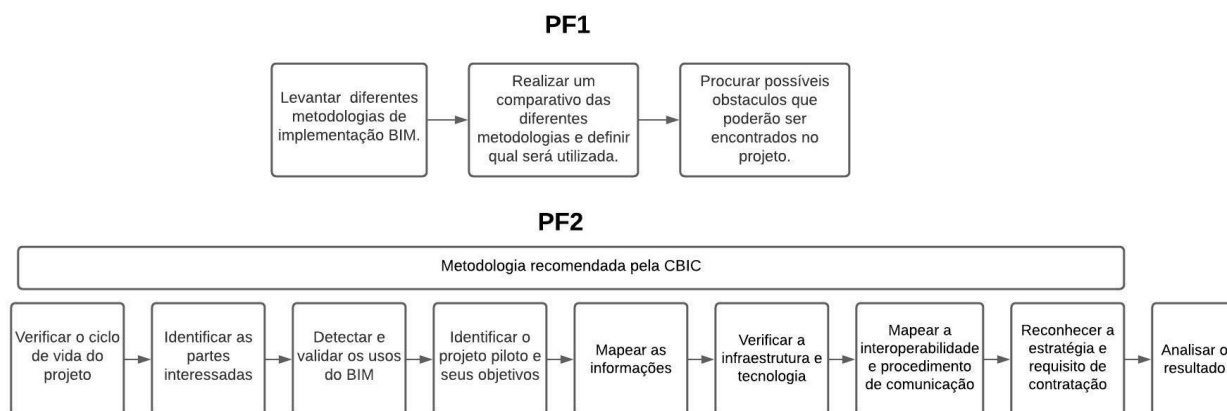 PF1
Levantar diferentes
metodologias de
implementação BIM.
Realizar um
comparativo das
diferentes
metodologias e definir
qual será utilizada.
Procurar possíveis
obstaculos que
poderão ser
encontrados no
projeto.
PF2
Metodologia recomendada pela CBIC
Verificar o ciclo
de vida do
projeto
Identificar as
partes
interessadas
Detectar e
validar os usos
do BIM
Identificar o
projeto piloto e
seus objetivos
Mapear as
informações
Verificar a
infraestrutura e
tecnologia
Mapear a
interoperabilidade
e procedimento
de comunicação
Reconhecer a
estratégia e
requisito de
contratação
Analisar o
resultado